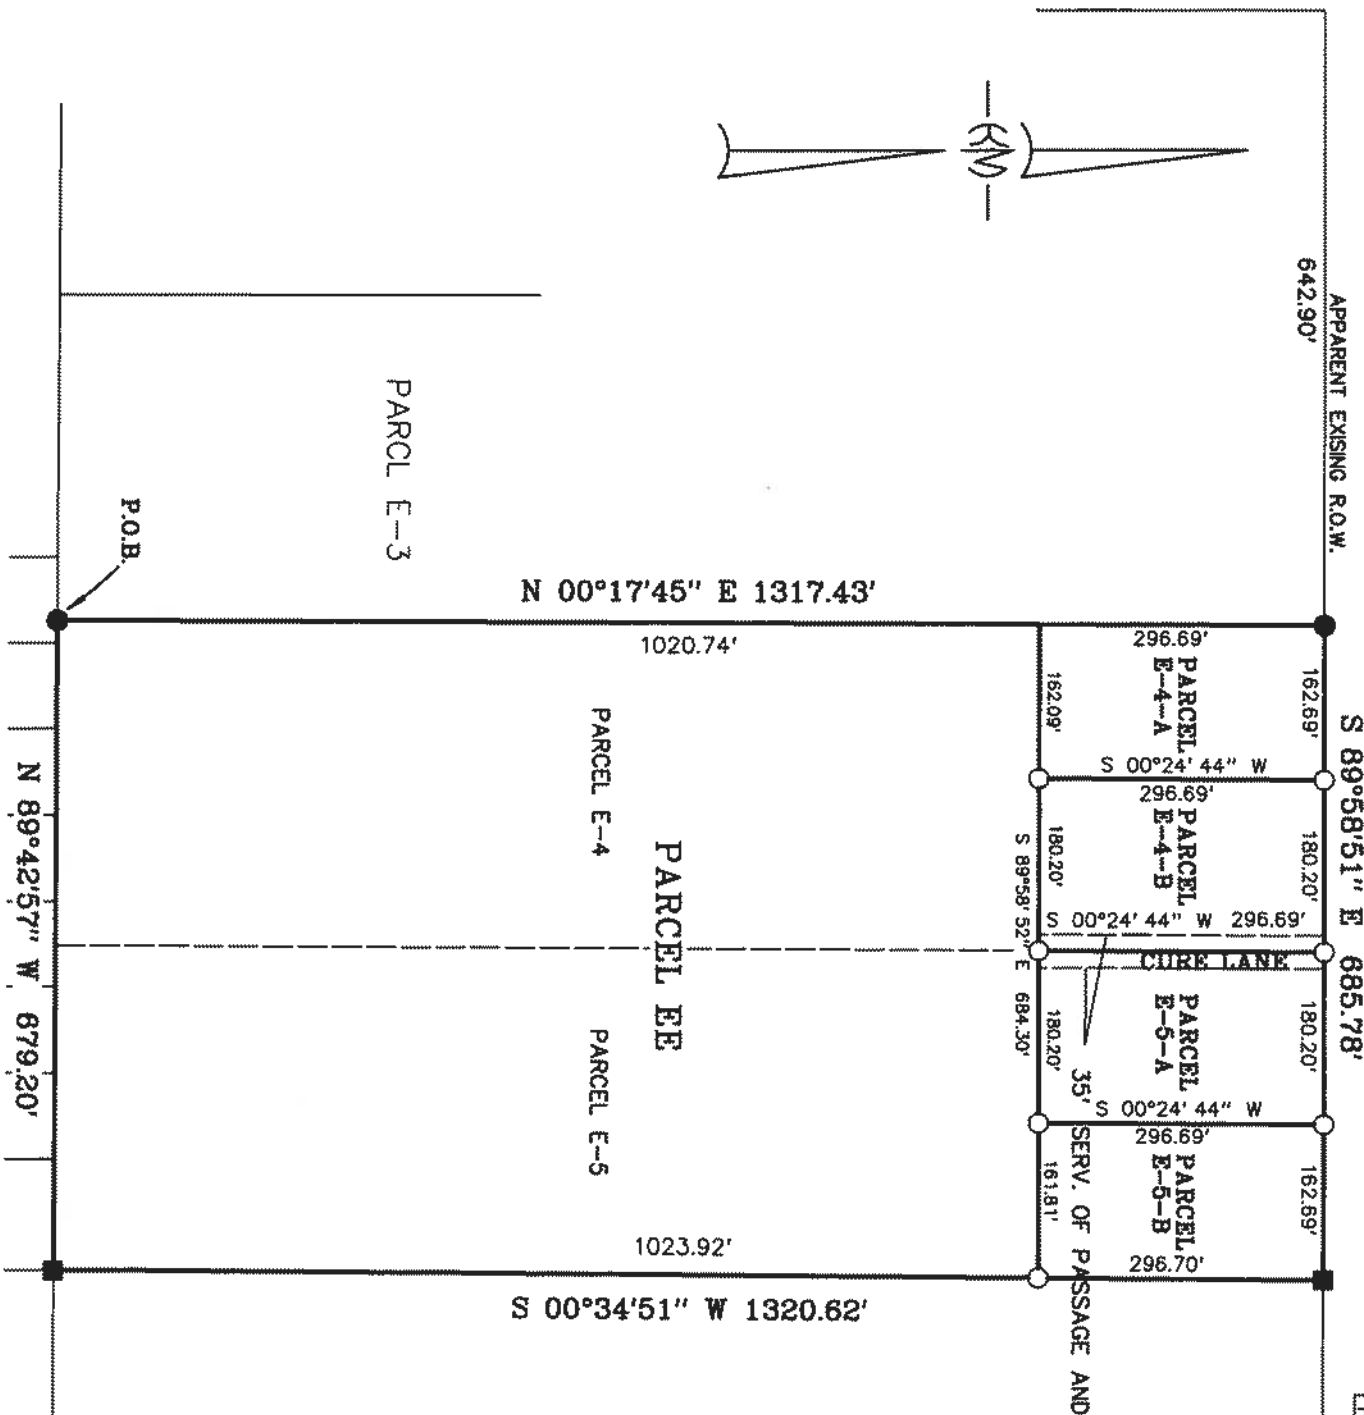 APPARENT EXISING R.O.W.
642.90'
S 89°58'51" E 685.78'
162.69'
180.20'
180.20'
162.69'
PARCL E-3
P.O.B.
N 00°17'45" E 1317.43'
1020.74'
296.69'
PARCEL
E-4-A
S 00°24'44" W
296.69'
PARCEL
E-4-B
S 00°24'44" W 296.69'
CURE LANE
PARCEL
E-5-A
S 00°24'44" W
296.69'
PARCEL
E-5-B
296.70'
162.09'
180.20'
180.20'
161.81'
S 89°58'52" E 684.30'
35' SERV. OF PASSAGE AND
PARCEL EE
PARCEL E-4
PARCEL E-5
1023.92'
S 00°34'51" W 1320.62'
N 89°42'57" W 679.20'